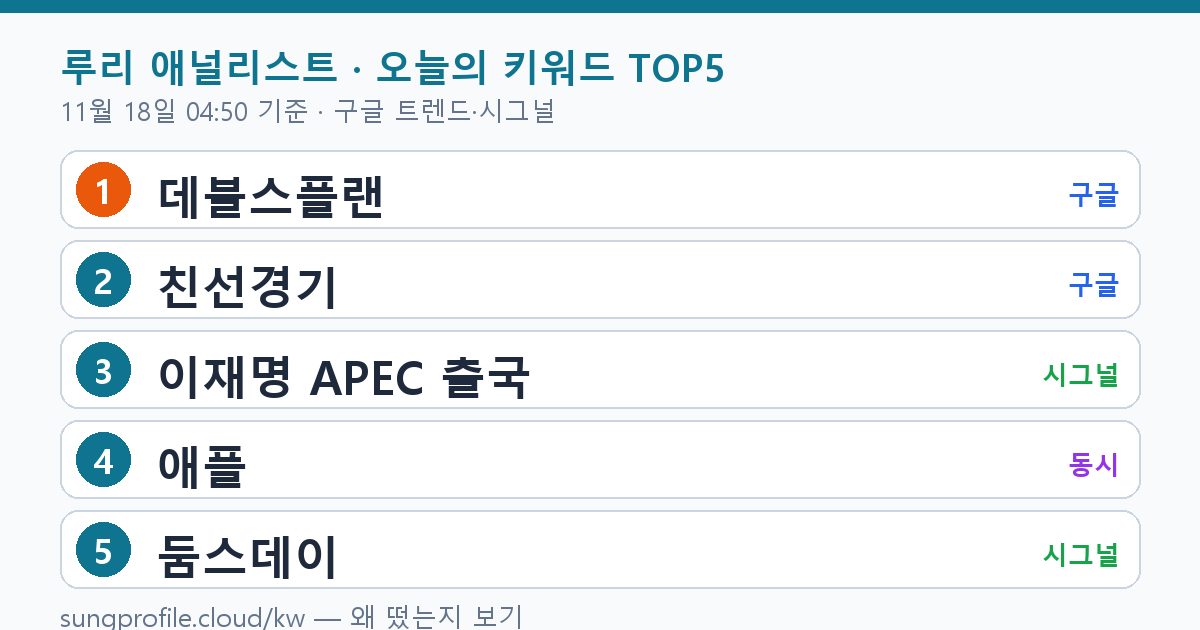 루리 애널리스트 · 오늘의 키워드 TOP5
11월 18일 04:50 기준 · 구글 트렌드·시그널
1 데블스플랜 구글
2 친선경기 구글
3 이재명 APEC 출국 시그널
4 애플 동시
5 둠스데이 시그널
sungprofile.cloud/kw — 왜 떴는지 보기